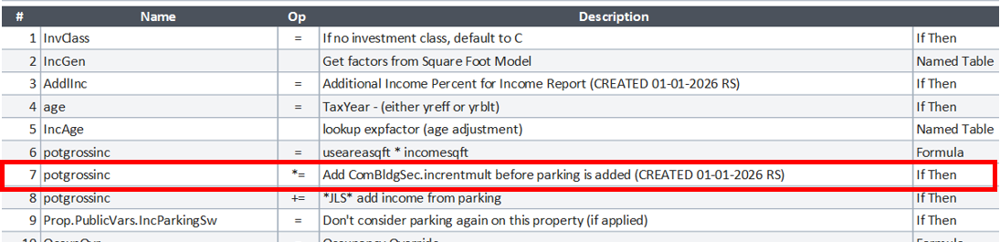 # Name Op Description
1 InvClass = If no investment class, default to C If Then
2 IncGen Get factors from Square Foot Model Named Table
3 AddlInc = Additional Income Percent for Income Report (CREATED 01-01-2026 RS) If Then
4 age = TaxYear - (either yreff or yrblt) If Then
5 IncAge lookup expfactor (age adjustment) Named Table
6 potgrossinc = useareasqft * incomesqft Formula
7 potgrossinc *= Add ComBldgSec.increntmult before parking is added (CREATED 01-01-2026 RS) If Then
8 potgrossinc += *JLS* add income from parking If Then
9 Prop.PublicVars.IncParkingSw = Don't consider parking again on this property (if applied) If Then